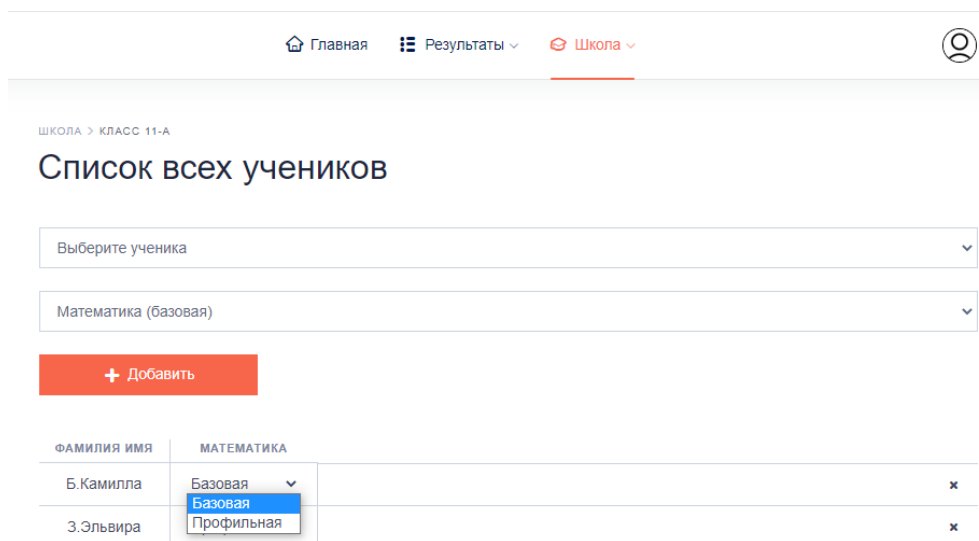 Главная Результаты Школа
ШКОЛА > КЛАСС 11-А
Список всех учеников
Выберите ученика
Математика (базовая)
+ Добавить
ФАМИЛИЯ ИМЯ МАТЕМАТИКА
Б.Камилла Базовая ×
Базовая
Профильная
З.Эльвира ×